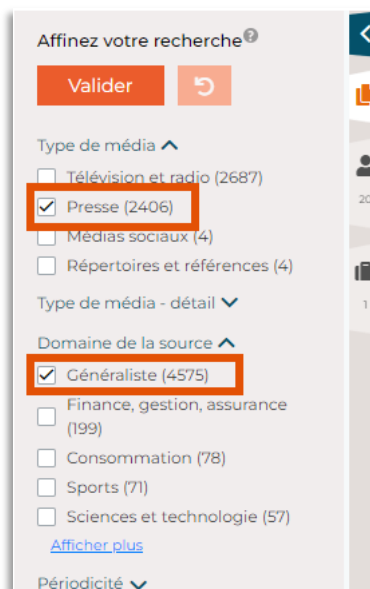 Affinez votre recherche?
Valider
Type de média
Télévision et radio (2687)
Presse (2406)
Médias sociaux (4)
Répertoires et références (4)
Type de média - détail
Domaine de la source
Généraliste (4575)
Finance, gestion, assurance
(199)
Consommation (78)
Sports (71)
Sciences et technologie (57)
Afficher plus
Périodicité
20
1